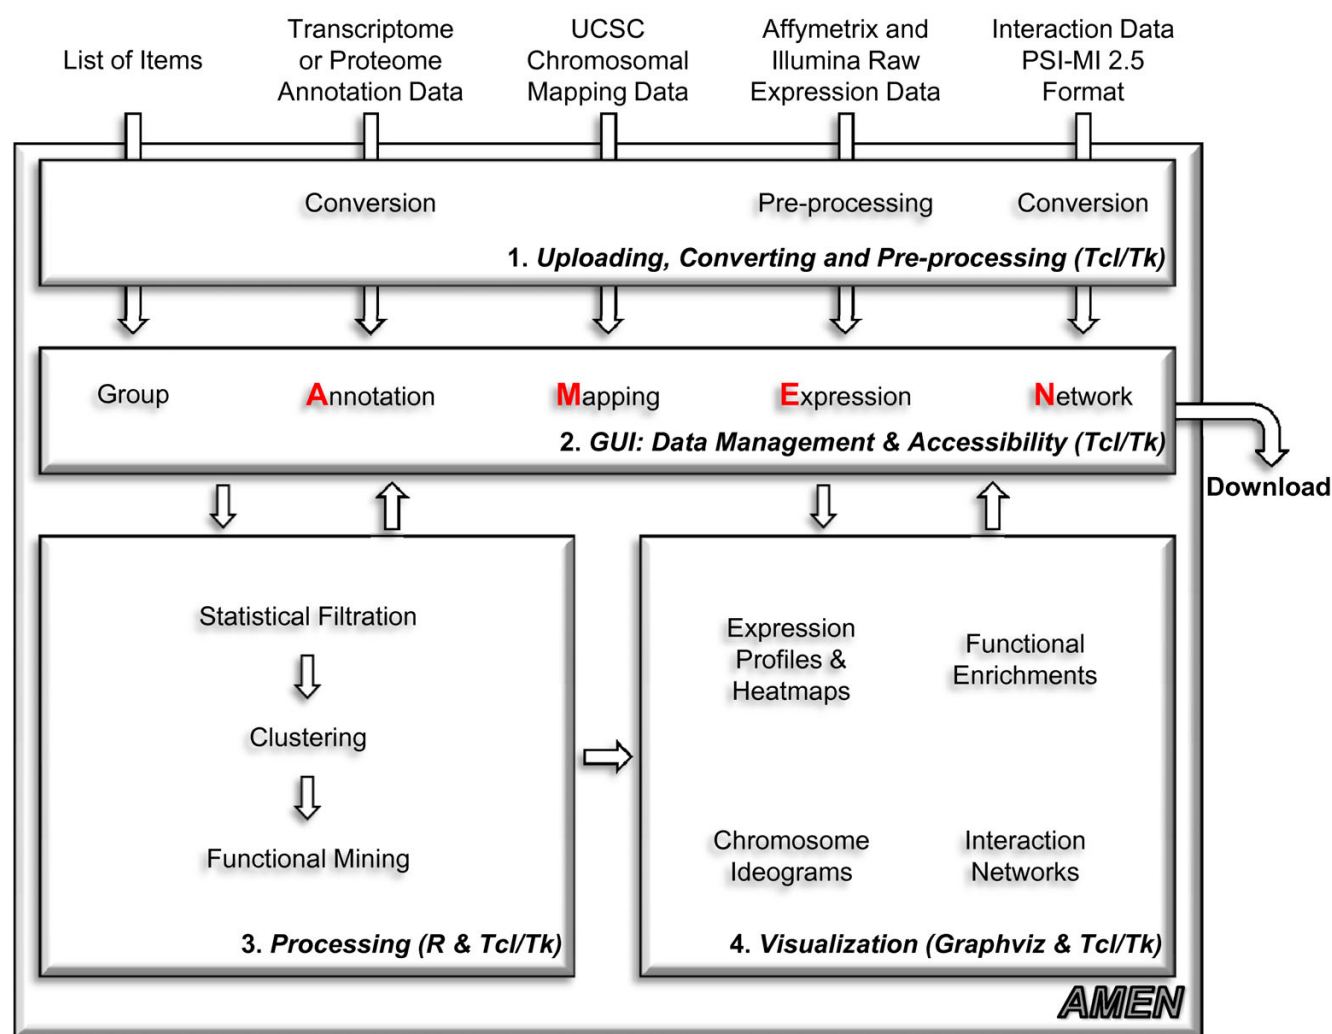 List of Items
Transcriptome
or Proteome
Annotation Data
UCSC
Chromosomal
Mapping Data
Affymetrix and
Illumina Raw
Expression Data
Interaction Data
PSI-MI 2.5
Format
Conversion
Pre-processing
Conversion
1. Uploading, Converting and Pre-processing (Tcl/Tk)
Group
Annotation
Mapping
Expression
Network
2. GUI: Data Management & Accessibility (Tcl/Tk)
Download
Statistical Filtration
Clustering
Functional Mining
3. Processing (R & Tcl/Tk)
Expression
Profiles &
Heatmaps
Functional
Enrichments
Chromosome
Ideograms
Interaction
Networks
4. Visualization (Graphviz & Tcl/Tk)
AMEN